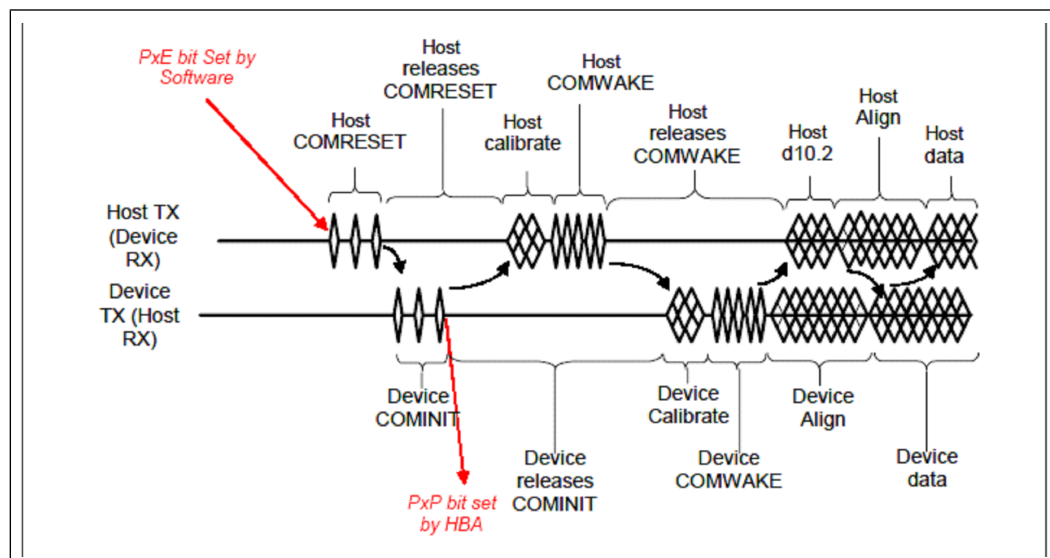 PxE bit Set by
Software
Host
releases
COMRESET
Host
COMWAKE
Host
COMRESET
Host
calibrate
Host
releases
COMWAKE
Host
d10.2
Host
Align
Host
data
Host TX
(Device
RX)
Device
TX (Host
RX)
Device
COMINIT
Device
releases
COMINIT
Device
Calibrate
Device
COMWAKE
Device
Align
Device
data
PxP bit set
by HBA